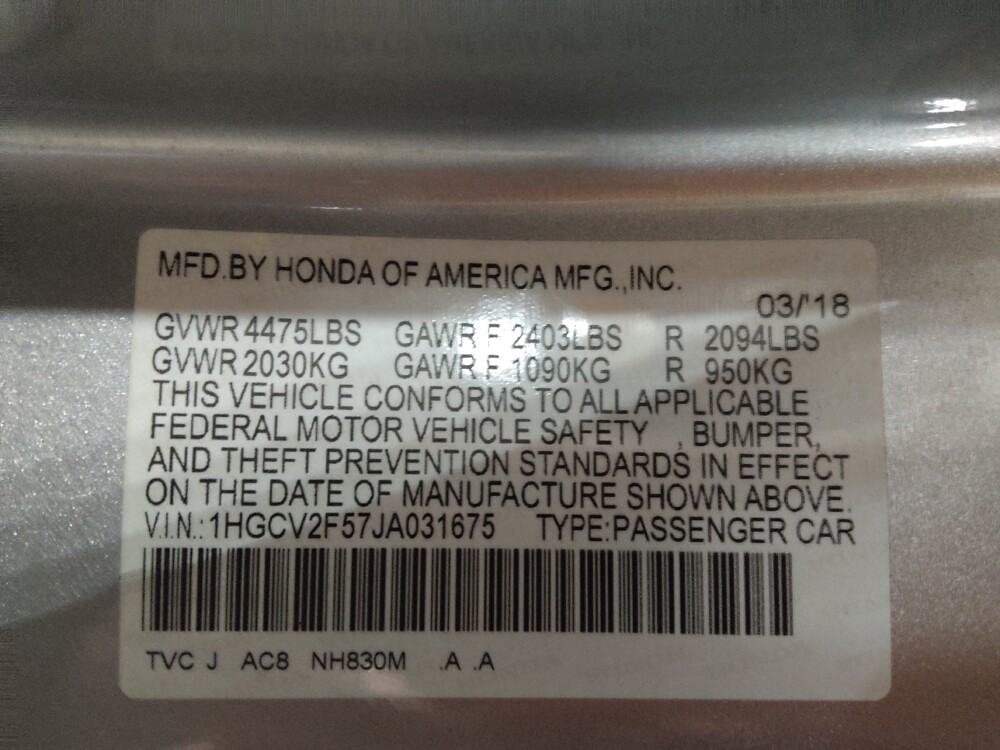 MFD.BY HONDA OF AMERICA MFG.,INC.
03/'18
GVWR 4475LBS GAWR F 2403LBS R 2094LBS
GVWR 2030KG GAWR F 1090KG R 950KG
THIS VEHICLE CONFORMS TO ALL APPLICABLE
FEDERAL MOTOR VEHICLE SAFETY , BUMPER,
AND THEFT PREVENTION STANDARDS IN EFFECT
ON THE DATE OF MANUFACTURE SHOWN ABOVE.
V.I.N.: 1HGCV2F57JA031675 TYPE:PASSENGER CAR
TVC J AC8 NH830M .A .A